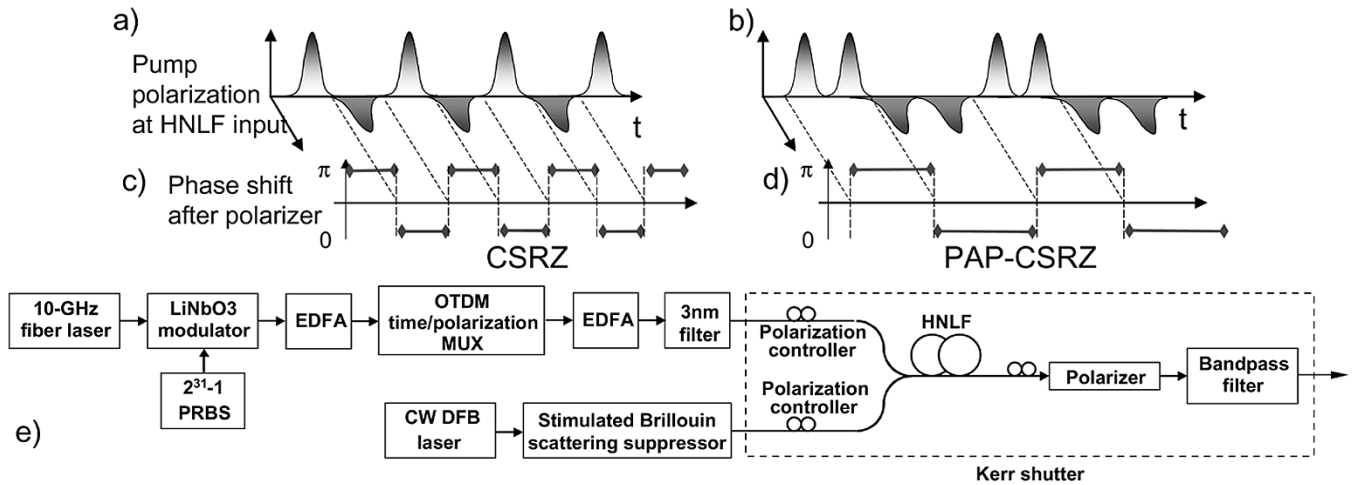 a)
b)
Pump
polarization
at HNLF input
t
t
c)
Phase shift
after polarizer
π
0
CSRZ
d)
π
0
PAP-CSRZ
10-GHz
fiber laser
LiNbO3
modulator
2³¹-1
PRBS
EDFA
OTDM
time/polarization
MUX
EDFA
3nm
filter
Polarization
controller
HNLF
Polarization
controller
Polarizer
Bandpass
filter
e)
CW DFB
laser
Stimulated Brillouin
scattering suppressor
Kerr shutter